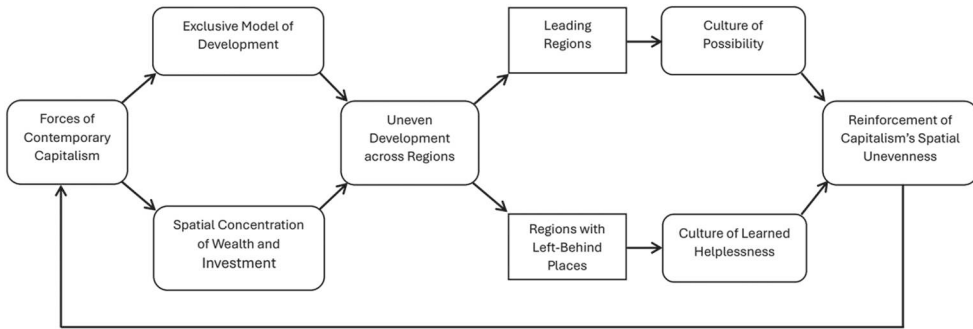 Exclusive Model of
Development
Leading
Regions
Culture of
Possibility
Forces of
Contemporary
Capitalism
Uneven
Development
across Regions
Reinforcement of
Capitalism's Spatial
Unevenness
Spatial Concentration
of Wealth and
Investment
Regions with
Left-Behind
Places
Culture of Learned
Helplessness